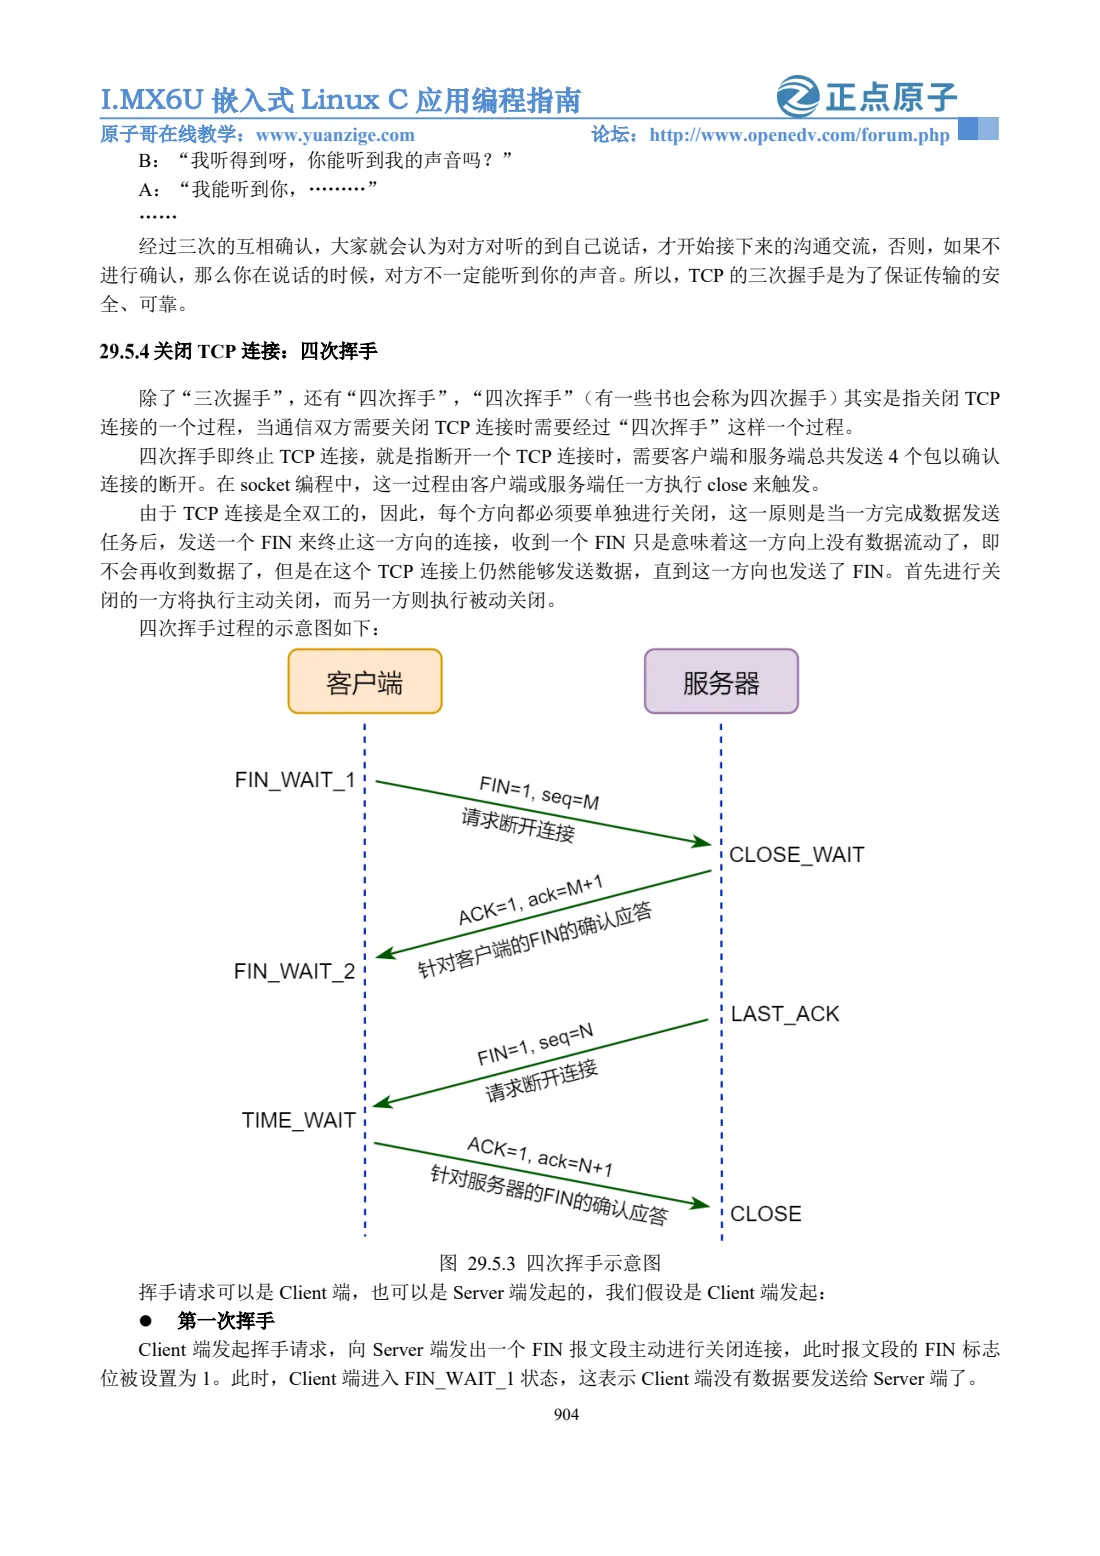 I.MX6U 嵌入式 Linux C 应用编程指南
正点原子
原子哥在线教学：www.yuanzige.com 论坛：http://www.openedv.com/forum.php
B：“我听得到呀，你能听到我的声音吗？”
A：“我能听到你，………”
……
经过三次的互相确认，大家就会认为对方对听的到自己说话，才开始接下来的沟通交流，否则，如果不
进行确认，那么你在说话的时候，对方不一定能听到你的声音。所以，TCP 的三次握手是为了保证传输的安
全、可靠。
29.5.4 关闭 TCP 连接：四次挥手
除了“三次握手”，还有“四次挥手”，“四次挥手”（有一些书也会称为四次握手）其实是指关闭 TCP
连接的一个过程，当通信双方需要关闭 TCP 连接时需要经过“四次挥手”这样一个过程。
四次挥手即终止 TCP 连接，就是指断开一个 TCP 连接时，需要客户端和服务端总共发送 4 个包以确认
连接的断开。在 socket 编程中，这一过程由客户端或服务端任一方执行 close 来触发。
由于 TCP 连接是全双工的，因此，每个方向都必须要单独进行关闭，这一原则是当一方完成数据发送
任务后，发送一个 FIN 来终止这一方向的连接，收到一个 FIN 只是意味着这一方向上没有数据流动了，即
不会再收到数据了，但是在这个 TCP 连接上仍然能够发送数据，直到这一方向也发送了 FIN。首先进行关
闭的一方将执行主动关闭，而另一方则执行被动关闭。
四次挥手过程的示意图如下：
客户端
服务器
FIN_WAIT_1
FIN=1, seq=M
请求断开连接
CLOSE_WAIT
ACK=1, ack=M+1
针对客户端的FIN的确认应答
FIN_WAIT_2
LAST_ACK
FIN=1, seq=N
请求断开连接
TIME_WAIT
ACK=1, ack=N+1
针对服务器的FIN的确认应答
CLOSE
图 29.5.3 四次挥手示意图
挥手请求可以是 Client 端，也可以是 Server 端发起的，我们假设是 Client 端发起：
● 第一次挥手
Client 端发起挥手请求，向 Server 端发出一个 FIN 报文段主动进行关闭连接，此时报文段的 FIN 标志
位被设置为 1。此时，Client 端进入 FIN_WAIT_1 状态，这表示 Client 端没有数据要发送给 Server 端了。
904